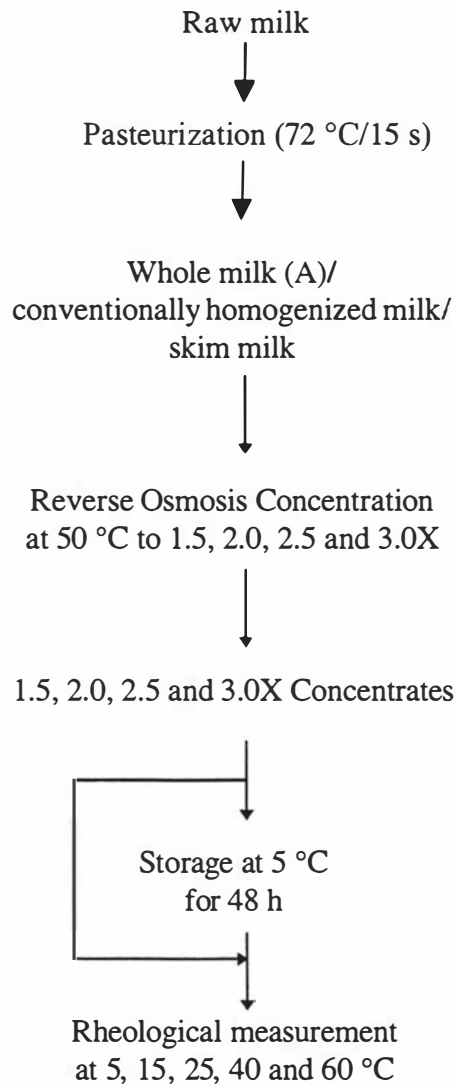 Raw milk
Pasteurization (72 °C/15 s)
Whole milk (A)/
conventionally homogenized milk/
skim milk
Reverse Osmosis Concentration
at 50 °C to 1.5, 2.0, 2.5 and 3.0X
1.5, 2.0, 2.5 and 3.0X Concentrates
Storage at 5 °C
for 48 h
Rheological measurement
at 5, 15, 25, 40 and 60 °C